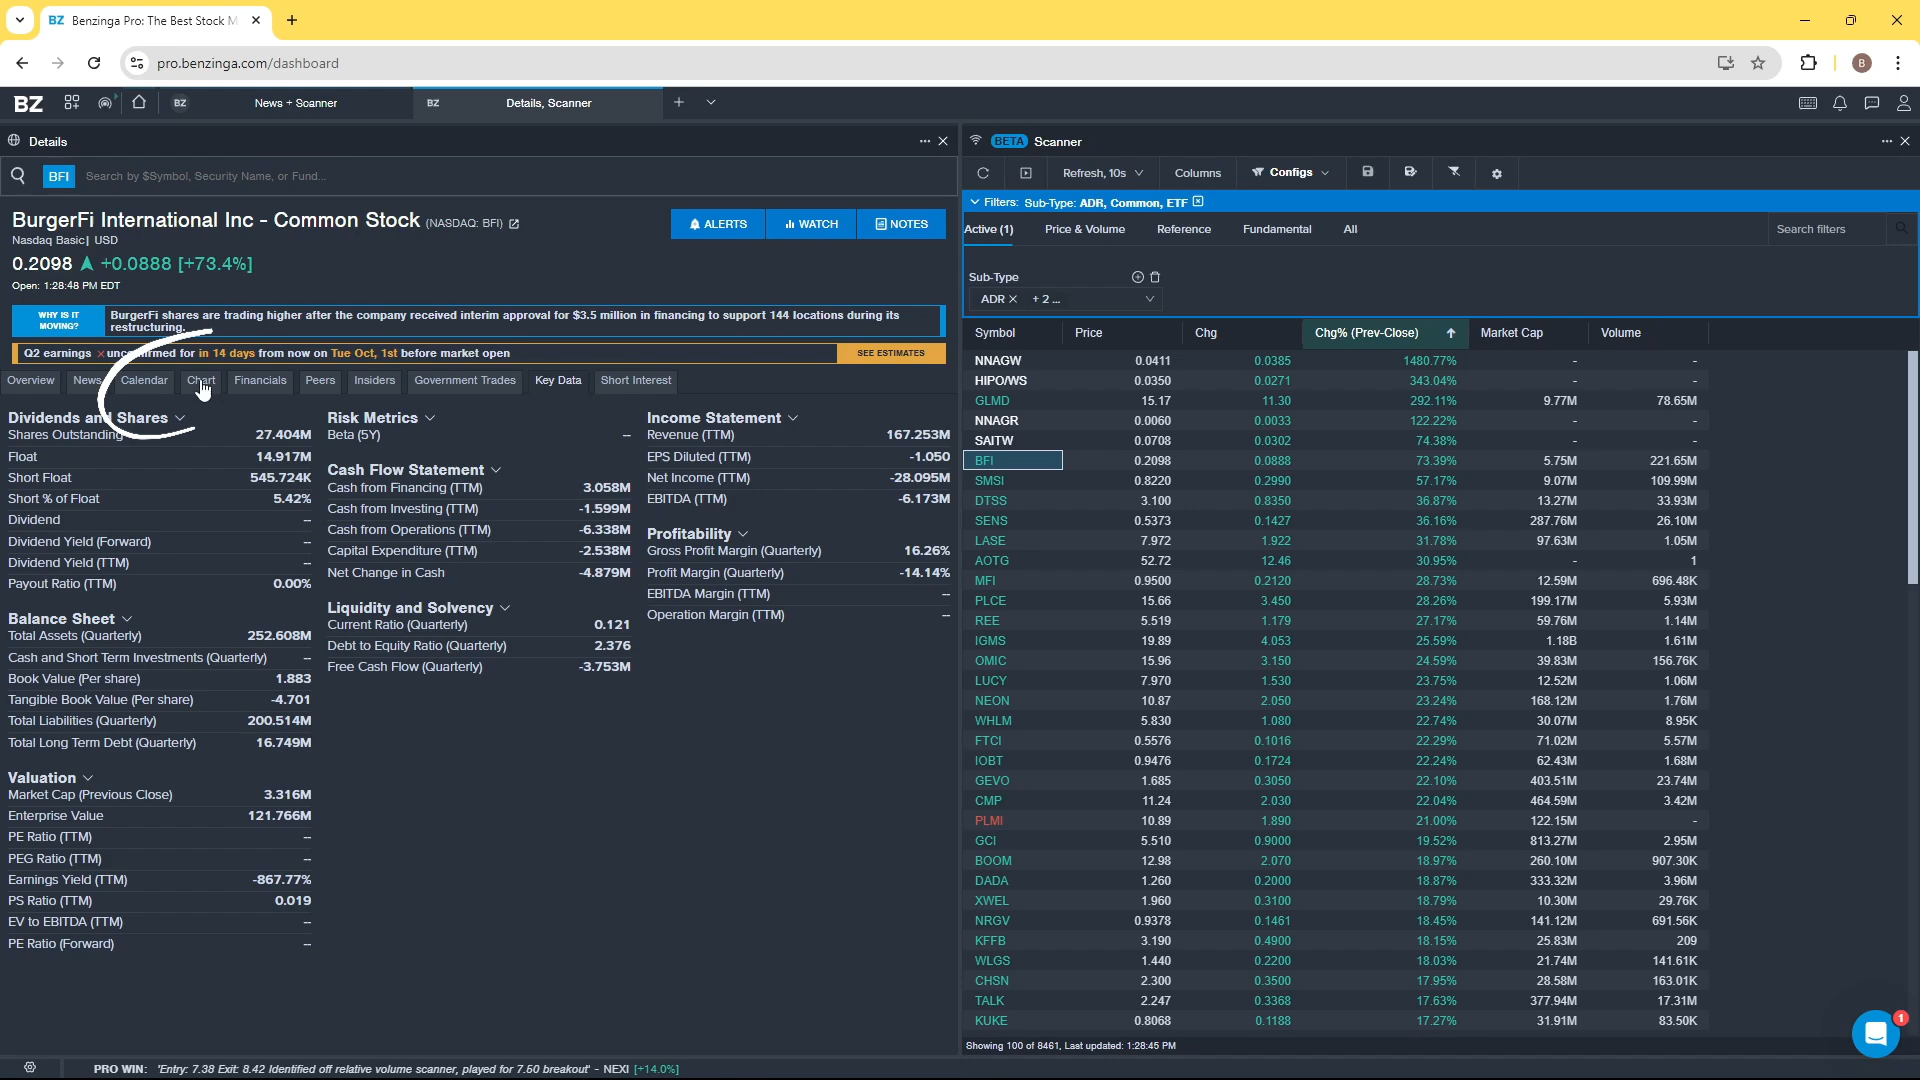 BZ Benzinga Pro: The Best Stock M
pro.benzinga.com/dashboard
B
BZ
BZ News + Scanner
BZ Details, Scanner
Details
BFI Search by $Symbol, Security Name, or Fund...
BurgerFi International Inc - Common Stock (NASDAQ: BFI)
Nasdaq Basic| USD
0.2098 +0.0888 [+73.4%]
Open: 1:28:48 PM EDT
ALERTS
WATCH
NOTES
WHY IS IT MOVING?
BurgerFi shares are trading higher after the company received interim approval for $3.5 million in financing to support 144 locations during its
restructuring.
Q2 earnings × unconfirmed for in 14 days from now on Tue Oct, 1st before market open
SEE ESTIMATES
Overview News Calendar Chart Financials Peers Insiders Government Trades Key Data Short Interest
Dividends and Shares
Shares Outstanding 27.404M
Float 14.917M
Short Float 545.724K
Short % of Float 5.42%
Dividend –
Dividend Yield (Forward) –
Dividend Yield (TTM) –
Payout Ratio (TTM) 0.00%
Balance Sheet
Total Assets (Quarterly) 252.608M
Cash and Short Term Investments (Quarterly) –
Book Value (Per share) 1.883
Tangible Book Value (Per share) -4.701
Total Liabilities (Quarterly) 200.514M
Total Long Term Debt (Quarterly) 16.749M
Valuation
Market Cap (Previous Close) 3.316M
Enterprise Value 121.766M
PE Ratio (TTM) –
PEG Ratio (TTM) –
Earnings Yield (TTM) -867.77%
PS Ratio (TTM) 0.019
EV to EBITDA (TTM) –
PE Ratio (Forward) –
Risk Metrics
Beta (5Y) –
Cash Flow Statement
Cash from Financing (TTM) 3.058M
Cash from Investing (TTM) -1.599M
Cash from Operations (TTM) -6.338M
Capital Expenditure (TTM) -2.538M
Net Change in Cash -4.879M
Liquidity and Solvency
Current Ratio (Quarterly) 0.121
Debt to Equity Ratio (Quarterly) 2.376
Free Cash Flow (Quarterly) -3.753M
Income Statement
Revenue (TTM) 167.253M
EPS Diluted (TTM) -1.050
Net Income (TTM) -28.095M
EBITDA (TTM) -6.173M
Profitability
Gross Profit Margin (Quarterly) 16.26%
Profit Margin (Quarterly) -14.14%
EBITDA Margin (TTM) –
Operation Margin (TTM) –
BETA Scanner
Refresh, 10s Columns Configs
Filters: Sub-Type: ADR, Common, ETF
Active (1) Price & Volume Reference Fundamental All Search filters
Sub-Type
ADR × + 2 ...
Symbol Price Chg Chg% (Prev-Close) Market Cap Volume
NNAGW 0.0411 0.0385 1480.77% - -
HIPO/WS 0.0350 0.0271 343.04% - -
GLMD 15.17 11.30 292.11% 9.77M 78.65M
NNAGR 0.0060 0.0033 122.22% - -
SAITW 0.0708 0.0302 74.38% - -
BFI 0.2098 0.0888 73.39% 5.75M 221.65M
SMSI 0.8220 0.2990 57.17% 9.07M 109.99M
DTSS 3.100 0.8350 36.87% 13.27M 33.93M
SENS 0.5373 0.1427 36.16% 287.76M 26.10M
LASE 7.972 1.922 31.78% 97.63M 1.05M
AOTG 52.72 12.46 30.95% - 1
MFI 0.9500 0.2120 28.73% 12.59M 696.48K
PLCE 15.66 3.450 28.26% 199.17M 5.93M
REE 5.519 1.179 27.17% 59.76M 1.14M
IGMS 19.89 4.053 25.59% 1.18B 1.61M
OMIC 15.96 3.150 24.59% 39.83M 156.76K
LUCY 7.970 1.530 23.75% 12.52M 1.06M
NEON 10.87 2.050 23.24% 168.12M 1.76M
WHLM 5.830 1.080 22.74% 30.07M 8.95K
FTCI 0.5576 0.1016 22.29% 71.02M 5.57M
IOBT 0.9476 0.1724 22.24% 62.43M 1.68M
GEVO 1.685 0.3050 22.10% 403.51M 23.74M
CMP 11.24 2.030 22.04% 464.59M 3.42M
PLMI 10.89 1.890 21.00% 122.15M -
GCI 5.510 0.9000 19.52% 813.27M 2.95M
BOOM 12.98 2.070 18.97% 260.10M 907.30K
DADA 1.260 0.2000 18.87% 333.32M 3.96M
XWEL 1.960 0.3100 18.79% 10.30M 29.76K
NRGV 0.9378 0.1461 18.45% 141.12M 691.56K
KFFB 3.190 0.4900 18.15% 25.83M 209
WLGS 1.440 0.2200 18.03% 21.74M 141.61K
CHSN 2.300 0.3500 17.95% 28.58M 163.01K
TALK 2.247 0.3368 17.63% 377.94M 17.31M
KUKE 0.8068 0.1188 17.27% 31.91M 83.50K
Showing 100 of 8461, Last updated: 1:28:45 PM
1
PRO WIN: 'Entry: 7.38 Exit: 8.42 Identified off relative volume scanner, played for 7.50 breakout' - NEXI [+14.0%]